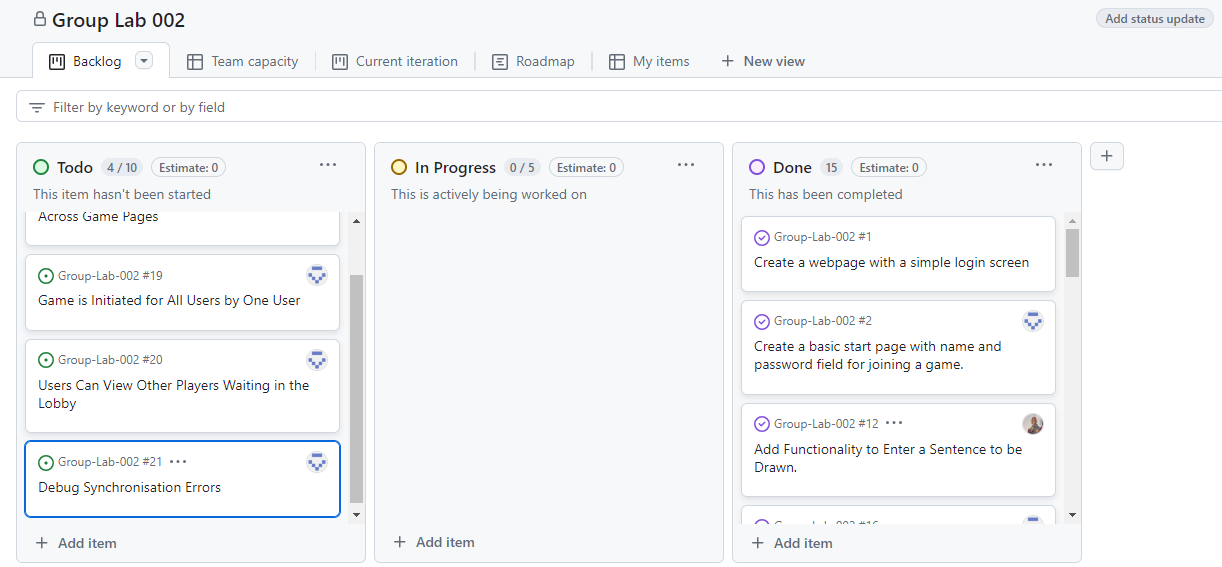 Group Lab 002
Add status update
Backlog
Team capacity
Current iteration
Roadmap
My items
New view
Filter by keyword or by field
Todo 4 / 10 Estimate: 0
This item hasn't been started
Across Game Pages
Group-Lab-002 #19
Game is Initiated for All Users by One User
Group-Lab-002 #20
Users Can View Other Players Waiting in the
Lobby
Group-Lab-002 #21
Debug Synchronisation Errors
Add item
In Progress 0 / 5 Estimate: 0
This is actively being worked on
Add item
Done 15 Estimate: 0
This has been completed
Group-Lab-002 #1
Create a webpage with a simple login screen
Group-Lab-002 #2
Create a basic start page with name and
password field for joining a game.
Group-Lab-002 #12
Add Functionality to Enter a Sentence to be
Drawn.
Group-Lab-002
Add item